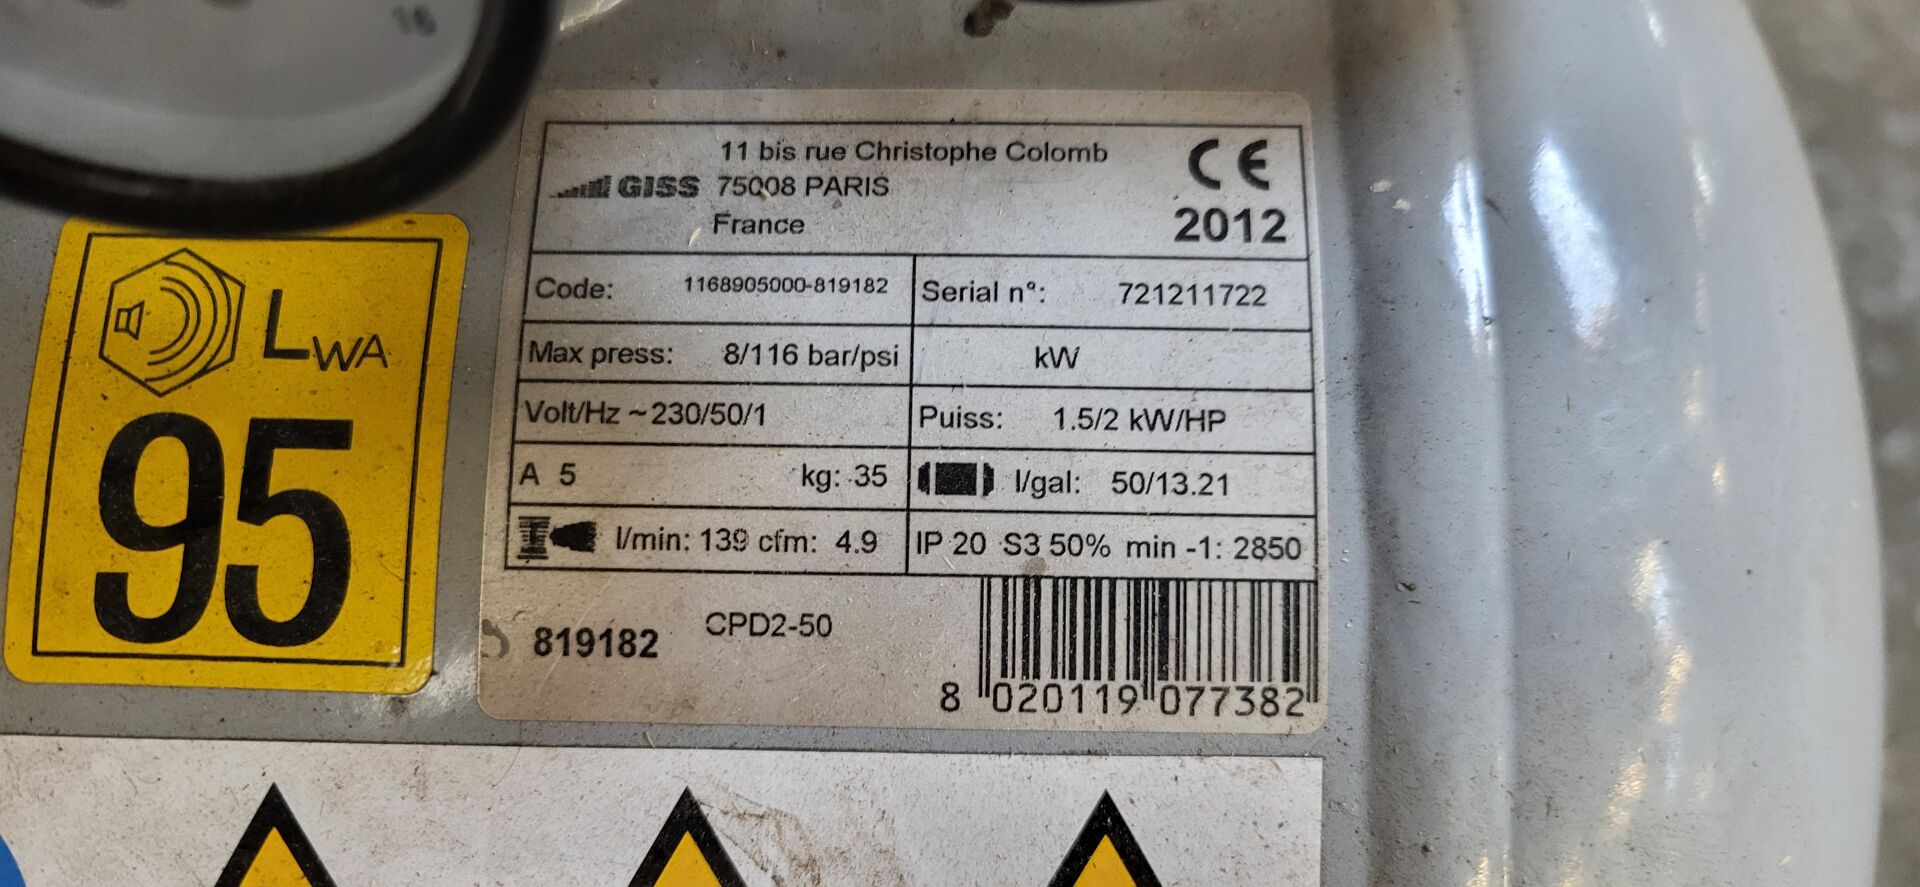 16
11 bis rue Christophe Colomb
GISS 75008 PARIS
France
CE
2012
Code: 1168905000-819182
Serial n°: 721211722
Max press: 8/116 bar/psi
kW
Volt/Hz ~230/50/1
Puiss: 1.5/2 kW/HP
A 5 kg: 35
l/gal: 50/13.21
l/min: 139 cfm: 4.9
IP 20 S3 50% min -1: 2850
819182 CPD2-50
8 020119 077382
LWA
95